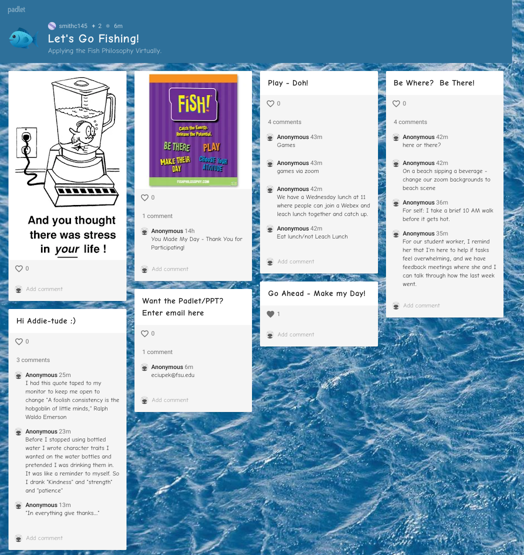 padlet
smiths145 + 2 • 6m
Let's Go Fishing!
Applying the Fish Philosophy Virtually.
And you thought
there was stress
in your life !
0
Add comment
Hi Addie-tude :)
0
3 comments
Anonymous 25m
I had this quote taped to my
monitor to keep me open to
change "A foolish consistency is the
hobgoblin of little minds," Ralph
Waldo Emerson
Anonymous 23m
Before I stopped using bottled
water I wrote character traits I
wanted on the water bottles and
pretended I was drinking them in.
It was like a reminder to myself. So
I drank "Kindness" and "strength"
and "patience"
Anonymous 13m
"In everything give thanks..."
Add comment
FISH!
Catch the Energy.
Release the Potential.
BE THERE
PLAY
MAKE THEIR
DAY
CHOOSE YOUR
ATTITUDE
FISHPHILOSOPHY.COM
0
1 comment
Anonymous 14h
You Made My Day - Thank You for
Participating!
Add comment
Want the Padlet/PPT?
Enter email here
0
1 comment
Anonymous 6m
eciupek@fsu.edu
Add comment
Play - Doh!
0
4 comments
Anonymous 43m
Games
Anonymous 43m
games via zoom
Anonymous 42m
We have a Wednesday lunch at 11
where people can join a Webex and
leach lunch together and catch up.
Anonymous 42m
Eat lunch/not Leach Lunch
Add comment
Go Ahead - Make my Day!
1
Add comment
Be Where? Be There!
0
4 comments
Anonymous 42m
here or there?
Anonymous 42m
On a beach sipping a beverage -
change our zoom backgrounds to
beach scene
Anonymous 36m
For self: I take a brief 10 AM walk
before it gets hot.
Anonymous 35m
For our student worker, I remind
her that I'm here to help if tasks
feel overwhelming, and we have
feedback meetings where she and I
can talk through how the last week
went.
Add comment